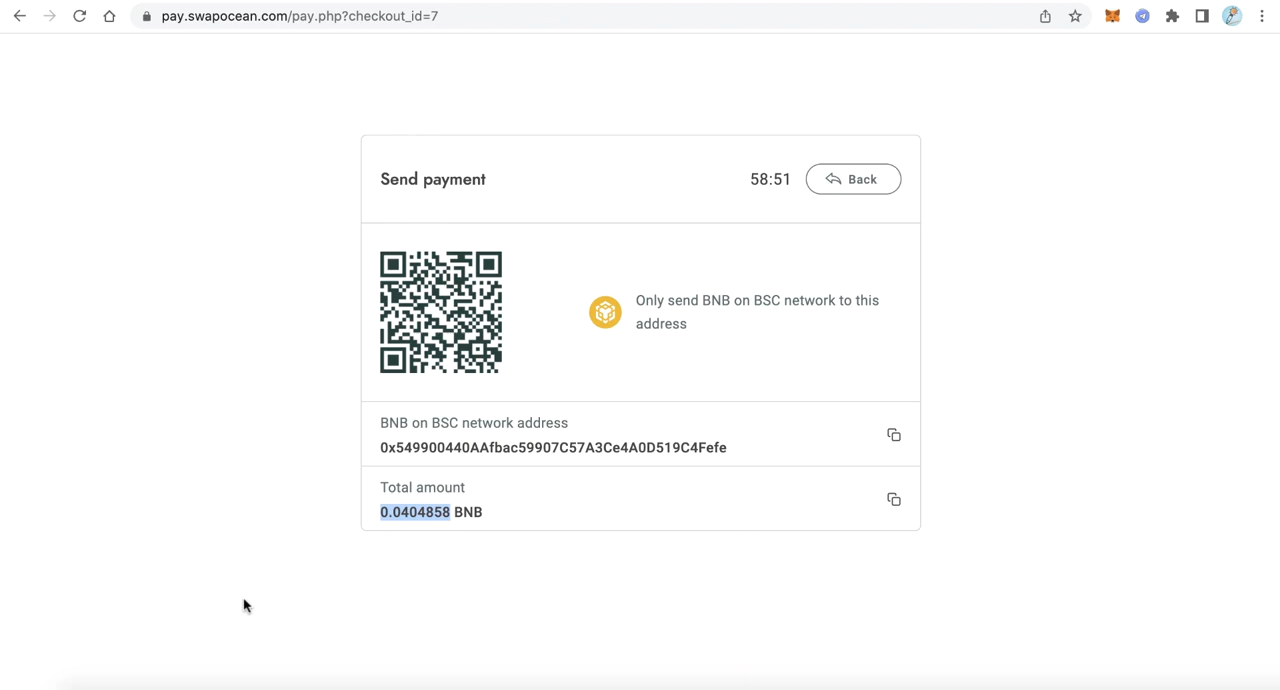 pay.swapocean.com/pay.php?checkout_id=7
Send payment
58:51
Back
Only send BNB on BSC network to this
address
BNB on BSC network address
0x549900440AAfbac59907C57A3Ce4A0D519C4Fefe
Total amount
0.0404858 BNB